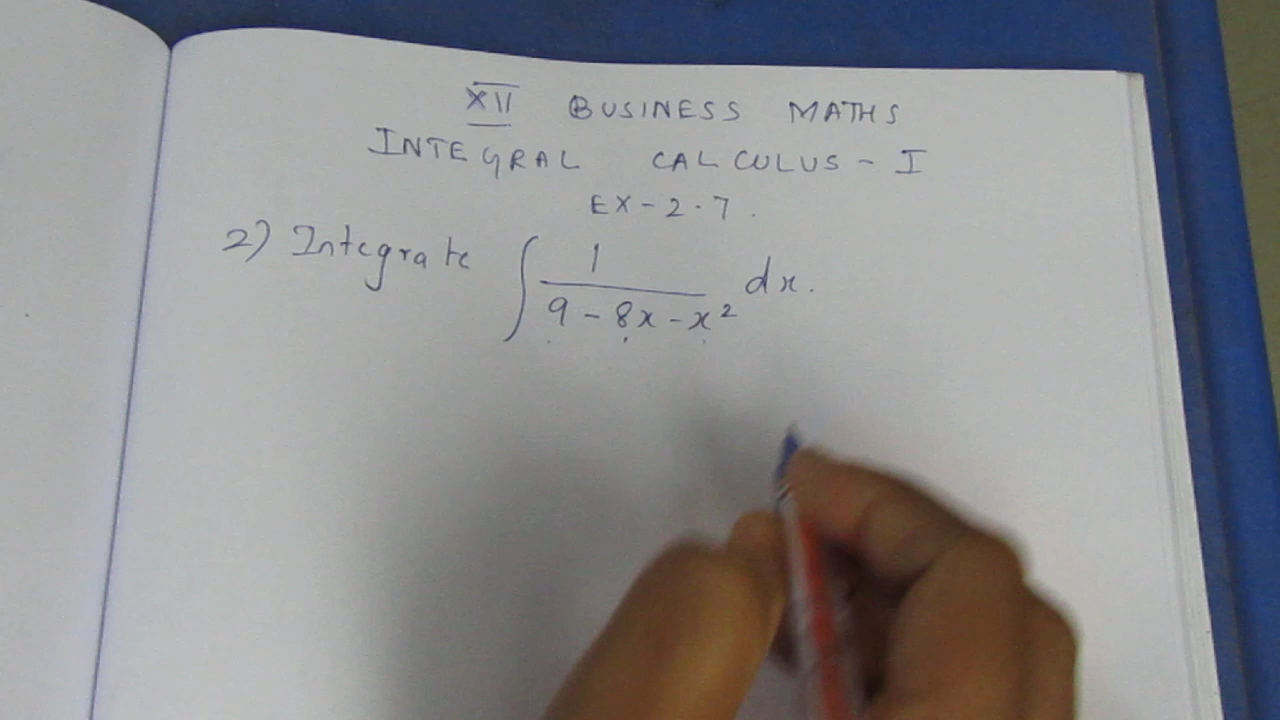 XII BUSINESS MATHS
INTEGRAL CALCULUS - I
EX - 2.7.
2) Integrate ∫ 1 / (9 - 8x - x²) dx.